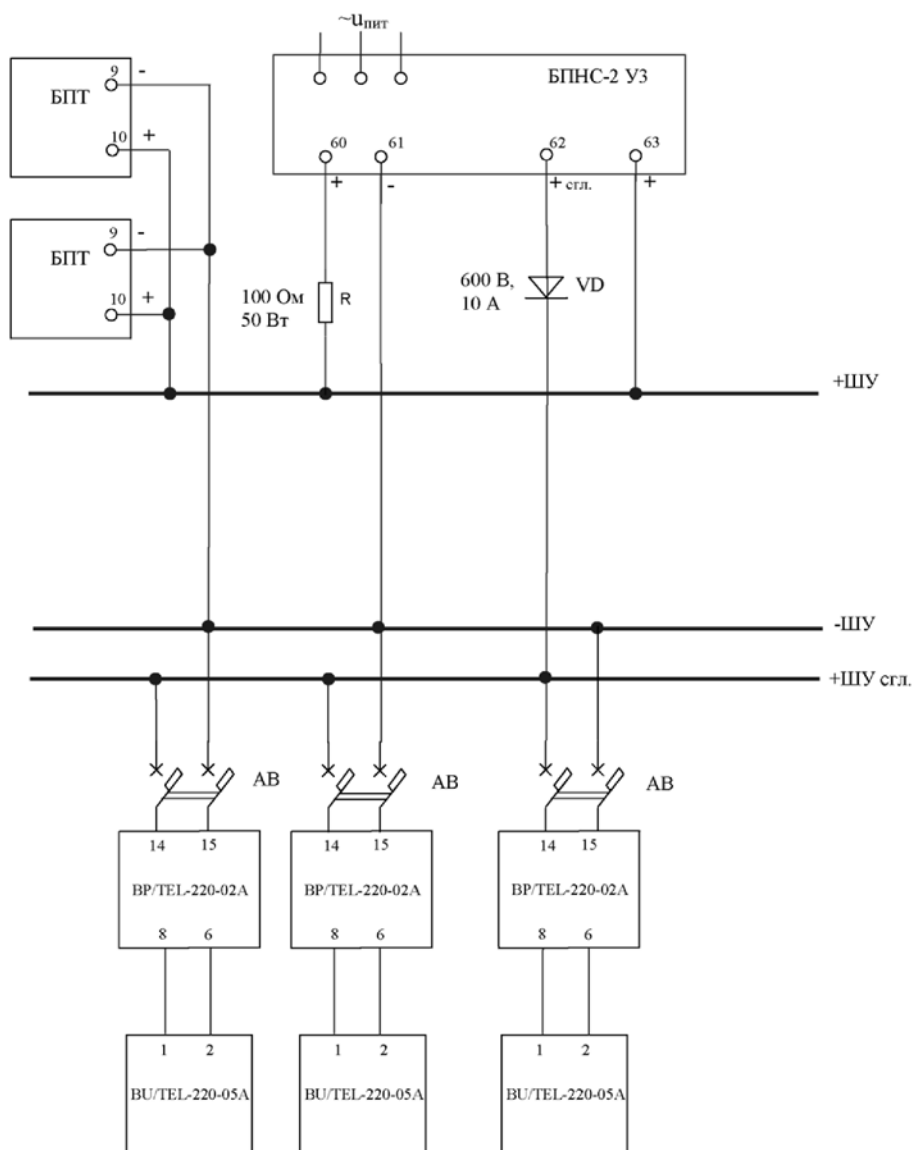 ~uпит
БПНС-2 УЗ
БПТ
9 -
10 +
60 61 62 63
+ - + сгл. +
БПТ
9 -
10 +
100 Ом
50 Вт
R
600 В,
10 А
VD
+ШУ
-ШУ
+ШУ сгл.
АВ АВ АВ
14 15 14 15 14 15
BP/TEL-220-02A BP/TEL-220-02A BP/TEL-220-02A
8 6 8 6 8 6
1 2 1 2 1 2
BU/TEL-220-05A BU/TEL-220-05A BU/TEL-220-05A